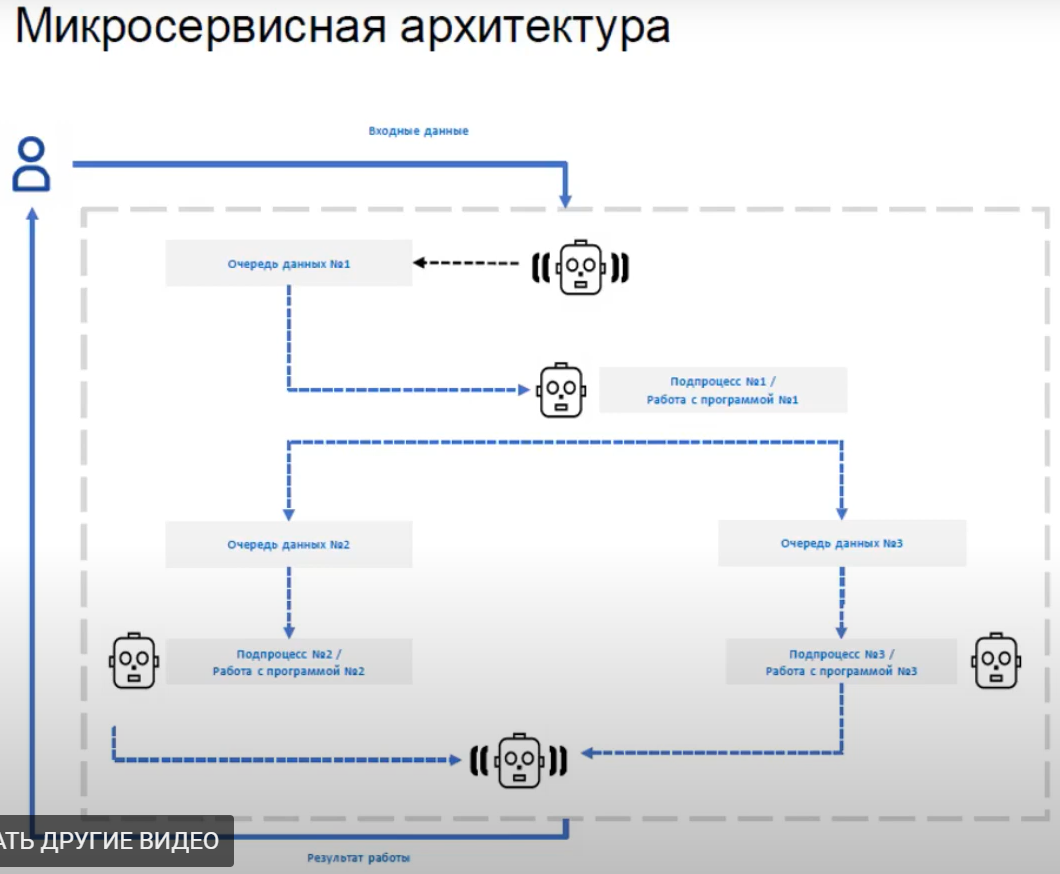 Микросервисная архитектура
Входные данные
Очередь данных №1
Подпроцесс №1 /
Работа с программой №1
Очередь данных №2
Очередь данных №3
Подпроцесс №2 /
Работа с программой №2
Подпроцесс №3 /
Работа с программой №3
АТЬ ДРУГИЕ ВИДЕО
Результат работы